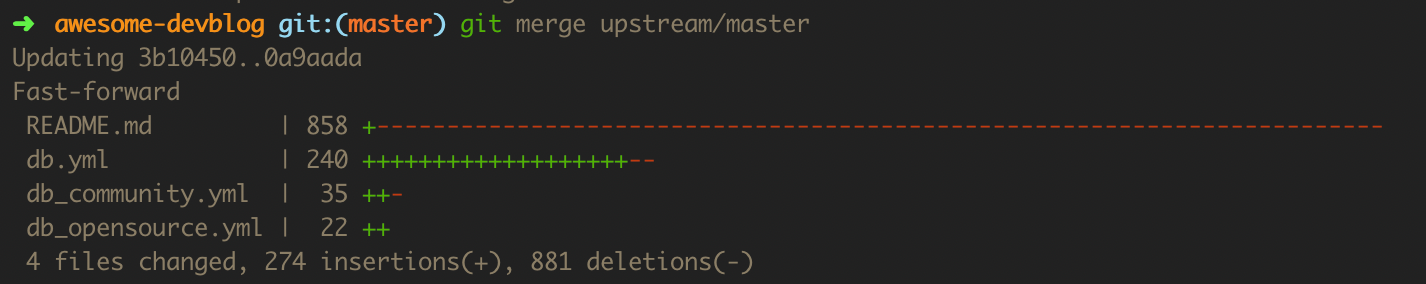 ➜  awesome-devblog git:(master) git merge upstream/master
Updating 3b10450..0a9aada
Fast-forward
 README.md         | 858 +------------------------------------------------------------------------
 db.yml            | 240 +++++++++++++++++++--
 db_community.yml  |  35 ++-
 db_opensource.yml |  22 ++
 4 files changed, 274 insertions(+), 881 deletions(-)